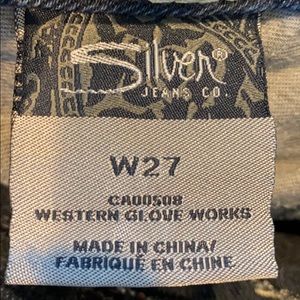 Silver®
JEANS CO.
W27
CA00508
WESTERN GLOVE WORKS
MADE IN CHINA/
FABRIQUÉ EN CHINE